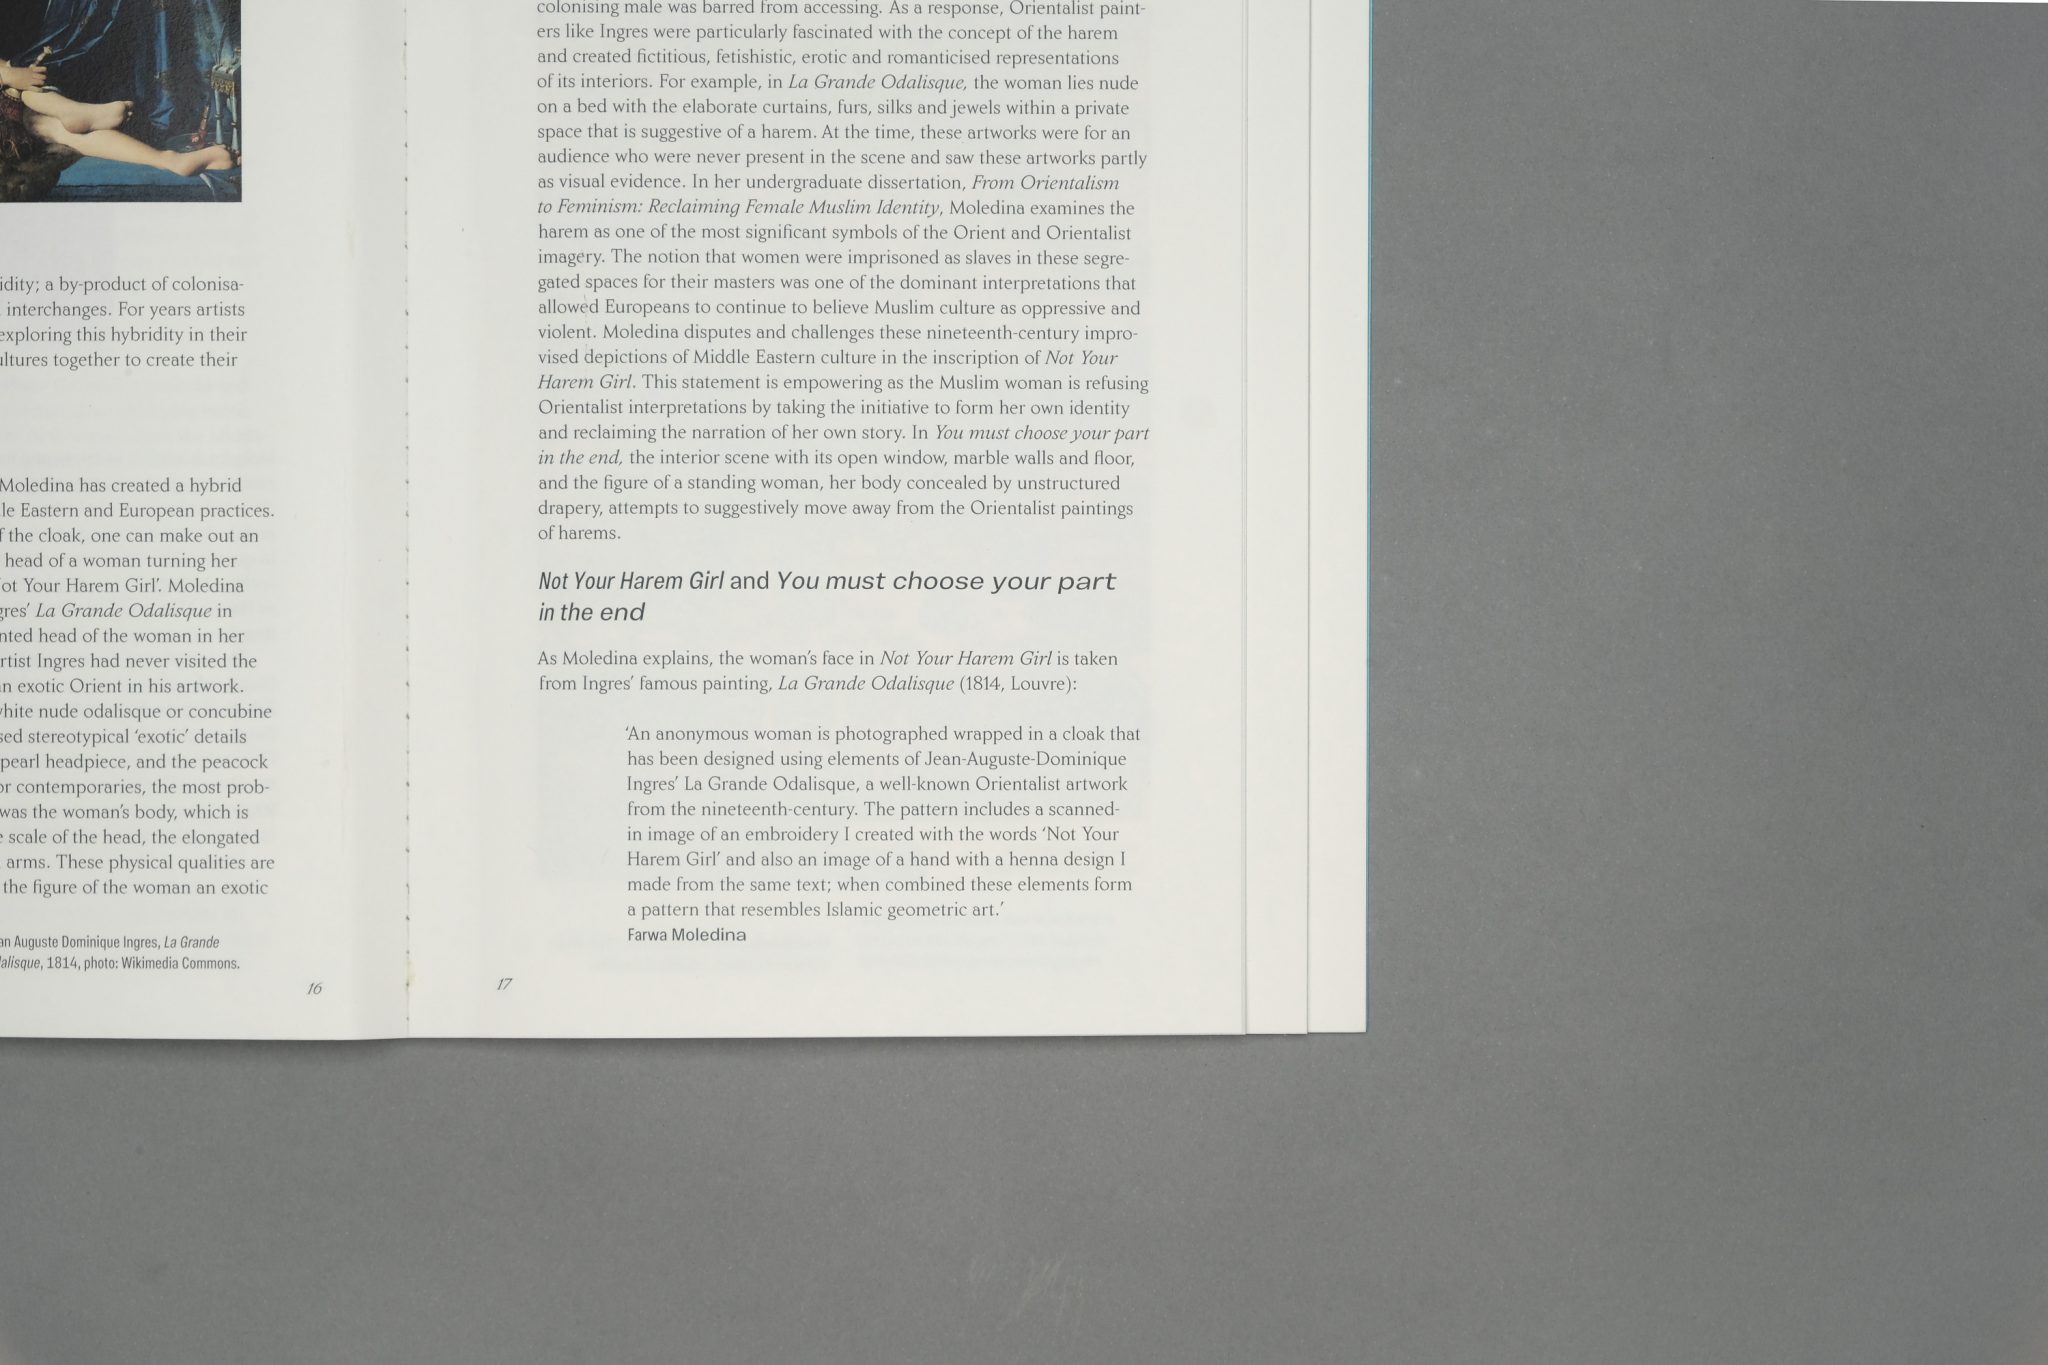 idity; a by-product of colonisa-
interchanges. For years artists
exploring this hybridity in their
ultures together to create their
Moledina has created a hybrid
le Eastern and European practices.
f the cloak, one can make out an
head of a woman turning her
ot Your Harem Girl’. Moledina
gres’ La Grande Odalisque in
nted head of the woman in her
rtist Ingres had never visited the
n exotic Orient in his artwork.
white nude odalisque or concubine
sed stereotypical ‘exotic’ details
pearl headpiece, and the peacock
or contemporaries, the most prob-
was the woman’s body, which is
e scale of the head, the elongated
arms. These physical qualities are
the figure of the woman an exotic
an Auguste Dominique Ingres, La Grande
dalisque, 1814, photo: Wikimedia Commons.
16
colonising male was barred from accessing. As a response, Orientalist paint-
ers like Ingres were particularly fascinated with the concept of the harem
and created fictitious, fetishistic, erotic and romanticised representations
of its interiors. For example, in La Grande Odalisque, the woman lies nude
on a bed with the elaborate curtains, furs, silks and jewels within a private
space that is suggestive of a harem. At the time, these artworks were for an
audience who were never present in the scene and saw these artworks partly
as visual evidence. In her undergraduate dissertation, From Orientalism
to Feminism: Reclaiming Female Muslim Identity, Moledina examines the
harem as one of the most significant symbols of the Orient and Orientalist
imagery. The notion that women were imprisoned as slaves in these segre-
gated spaces for their masters was one of the dominant interpretations that
allowed Europeans to continue to believe Muslim culture as oppressive and
violent. Moledina disputes and challenges these nineteenth-century impro-
vised depictions of Middle Eastern culture in the inscription of Not Your
Harem Girl. This statement is empowering as the Muslim woman is refusing
Orientalist interpretations by taking the initiative to form her own identity
and reclaiming the narration of her own story. In You must choose your part
in the end, the interior scene with its open window, marble walls and floor,
and the figure of a standing woman, her body concealed by unstructured
drapery, attempts to suggestively move away from the Orientalist paintings
of harems.
Not Your Harem Girl and You must choose your part
in the end
As Moledina explains, the woman’s face in Not Your Harem Girl is taken
from Ingres’ famous painting, La Grande Odalisque (1814, Louvre):
‘An anonymous woman is photographed wrapped in a cloak that
has been designed using elements of Jean-Auguste-Dominique
Ingres’ La Grande Odalisque, a well-known Orientalist artwork
from the nineteenth-century. The pattern includes a scanned-
in image of an embroidery I created with the words ‘Not Your
Harem Girl’ and also an image of a hand with a henna design I
made from the same text; when combined these elements form
a pattern that resembles Islamic geometric art.’
Farwa Moledina
17